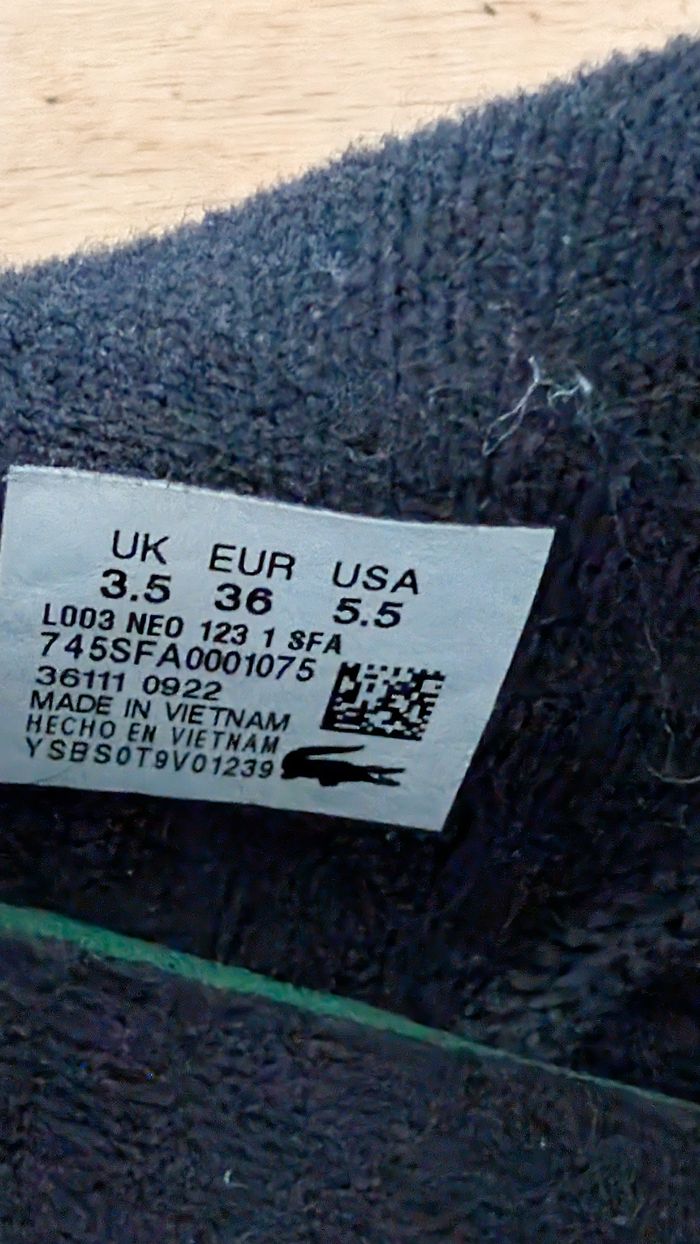 UK EUR USA
3.5 36 5.5
L003 NEO 123 1 SFA
745SFA0001075
36111 0922
MADE IN VIETNAM
HECHO EN VIETNAM
YSBS0T9V01239